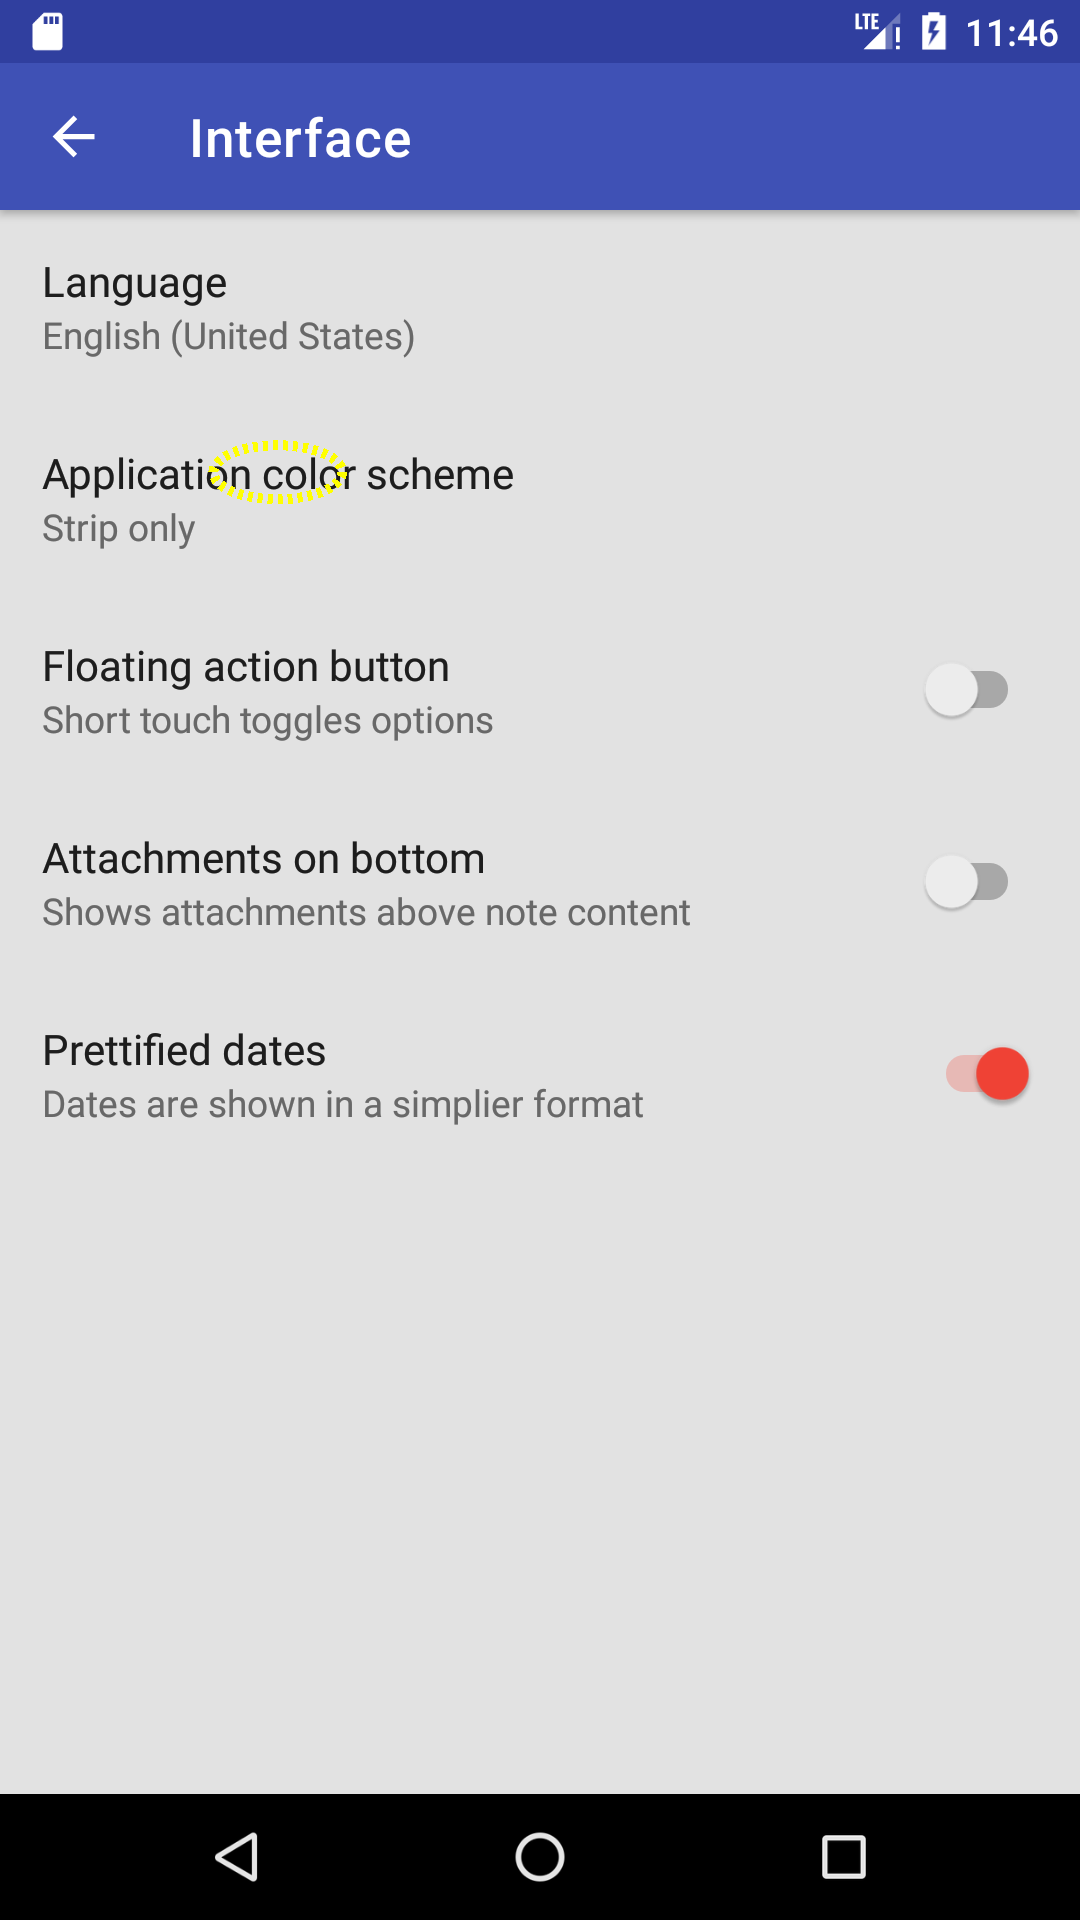 LTE 11:46
Interface
Language
English (United States)
Application color scheme
Strip only
Floating action button
Short touch toggles options
Attachments on bottom
Shows attachments above note content
Prettified dates
Dates are shown in a simplier format